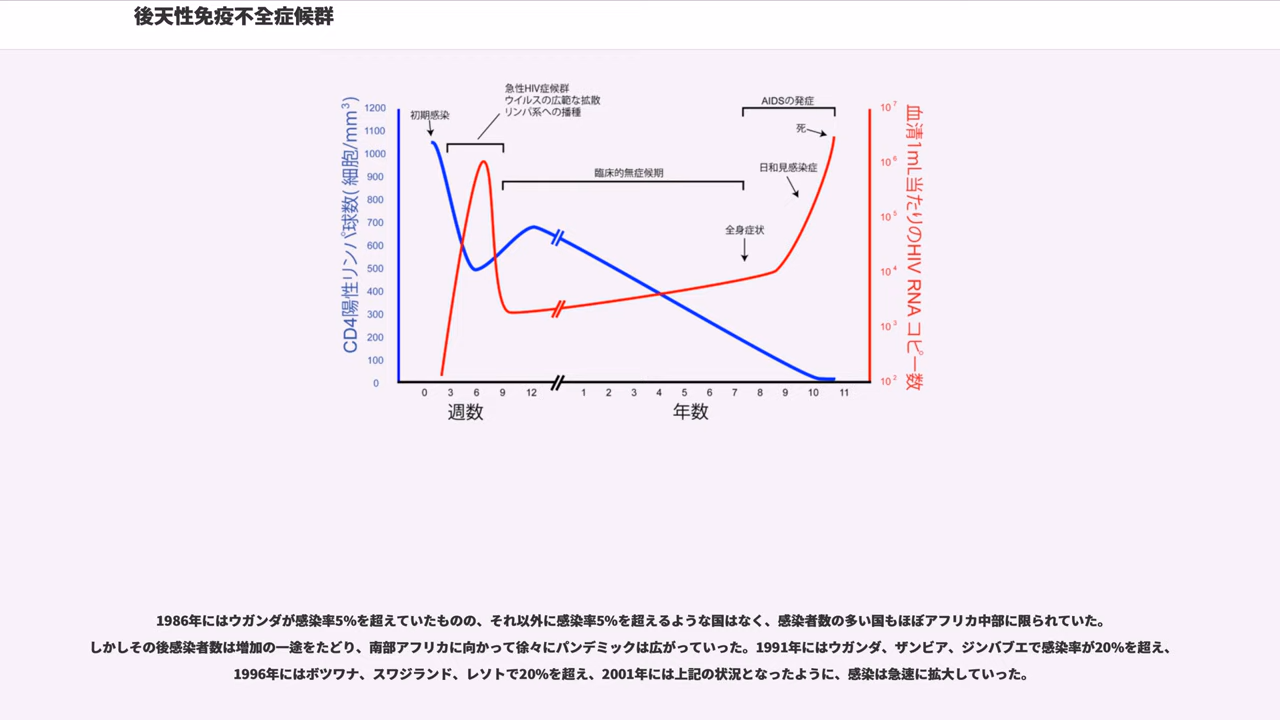 後天性免疫不全症候群
急性HIV症候群
ウイルスの広範な拡散
リンパ系への播種
初期感染
AIDSの発症
死
日和見感染症
臨床的無症候期
全身症状
CD4陽性リンパ球数( 細胞/mm³)
1200
1100
1000
900
800
700
600
500
400
300
200
100
0
10⁷
10⁶
10⁵
10⁴
10³
10²
血清1mL当たりのHIV RNA コピー数
0 3 6 9 12 1 2 3 4 5 6 7 8 9 10 11
週数 年数
1986年にはウガンダが感染率5%を超えていたものの、それ以外に感染率5%を超えるような国はなく、感染者数の多い国もほぼアフリカ中部に限られていた。
しかしその後感染者数は増加の一途をたどり、南部アフリカに向かって徐々にパンデミックは広がっていった。1991年にはウガンダ、ザンビア、ジンバブエで感染率が20%を超え、
1996年にはボツワナ、スワジランド、レソトで20%を超え、2001年には上記の状況となったように、感染は急速に拡大していった。